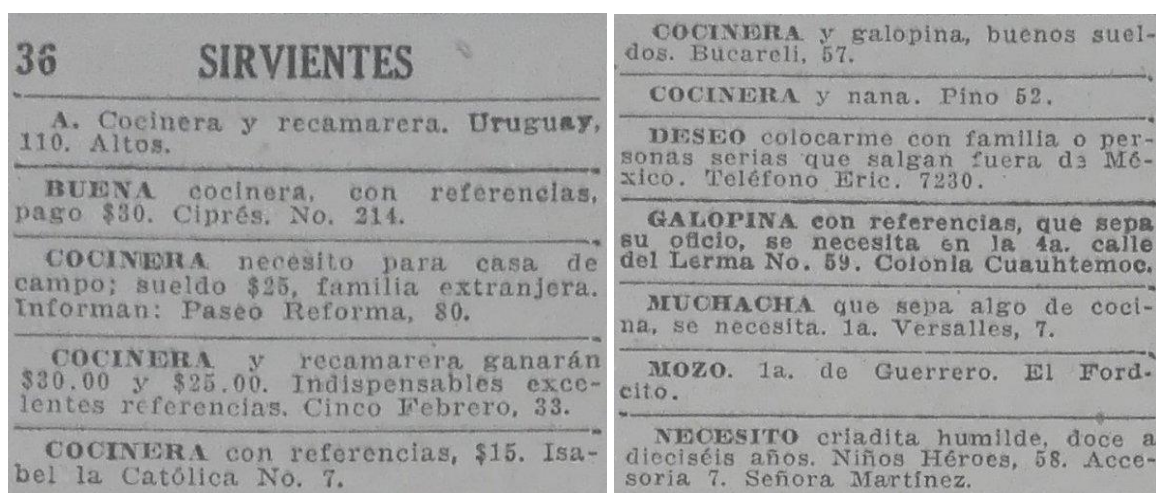 36 SIRVIENTES
A. Cocinera y recamarera. Uruguay,
110. Altos.
BUENA cocinera, con referencias,
pago $30. Ciprés. No. 214.
COCINERA necesito para casa de
campo; sueldo $25, familia extranjera.
Informan: Paseo Reforma, 80.
COCINERA y recamarera ganarán
$30.00 y $25.00. Indispensables exce-
lentes referencias. Cinco Febrero, 33.
COCINERA con referencias, $15. Isa-
bel la Católica No. 7.
COCINERA y galopina, buenos suel-
dos. Bucareli, 57.
COCINERA y nana. Pino 52.
DESEO colocarme con familia o per-
sonas serias que salgan fuera de Mé-
xico. Teléfono Eric. 7230.
GALOPINA con referencias, que sepa
su oficio, se necesita en la 4a. calle
del Lerma No. 59. Colonia Cuauhtemoc.
MUCHACHA que sepa algo de coci-
na, se necesita. 1a. Versalles, 7.
MOZO. 1a. de Guerrero. El Ford-
cito.
NECESITO criadita humilde, doce a
dieciséis años. Niños Héroes, 58. Acce-
soria 7. Señora Martínez.